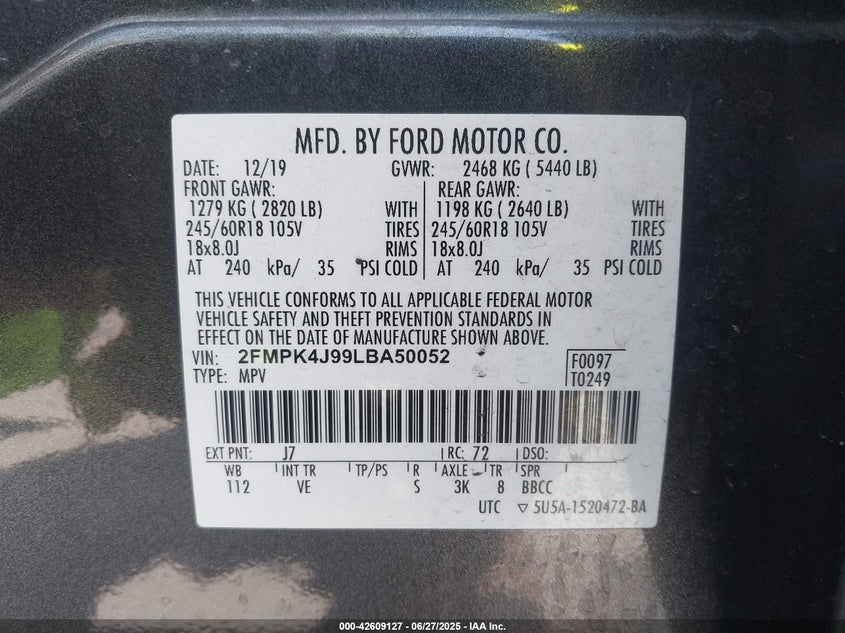 MFD. BY FORD MOTOR CO.
DATE: 12/19 GVWR: 2468 KG ( 5440 LB)
FRONT GAWR: REAR GAWR:
1279 KG ( 2820 LB) WITH 1198 KG ( 2640 LB) WITH
245/60R18 105V TIRES 245/60R18 105V TIRES
18x8.0J RIMS 18x8.0J RIMS
AT 240 kPa/ 35 PSI COLD AT 240 kPa/ 35 PSI COLD
THIS VEHICLE CONFORMS TO ALL APPLICABLE FEDERAL MOTOR
VEHICLE SAFETY AND THEFT PREVENTION STANDARDS IN
EFFECT ON THE DATE OF MANUFACTURE SHOWN ABOVE.
VIN: 2FMPK4J99LBA50052 F0097
TYPE: MPV T0249
EXT PNT: J7 RC: 72 DSO:
WB INT TR TP/PS R AXLE TR SPR
112 VE S 3K 8 BBCC
UTC ▽ 5U5A-1520472-BA
000-42609127 - 06/27/2025 - IAA Inc.